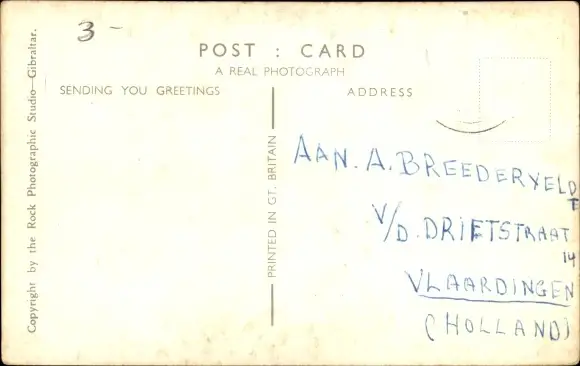 3 -
POST : CARD
A REAL PHOTOGRAPH
SENDING YOU GREETINGS
ADDRESS
Copyright by the Rock Photographic Studio—Gibraltar.
PRINTED IN GT. BRITAIN
AAN. A. BREEDERVELD
T
V/D. DRIETSTRAAT
14
VLAARDINGEN
(HOLLAND)